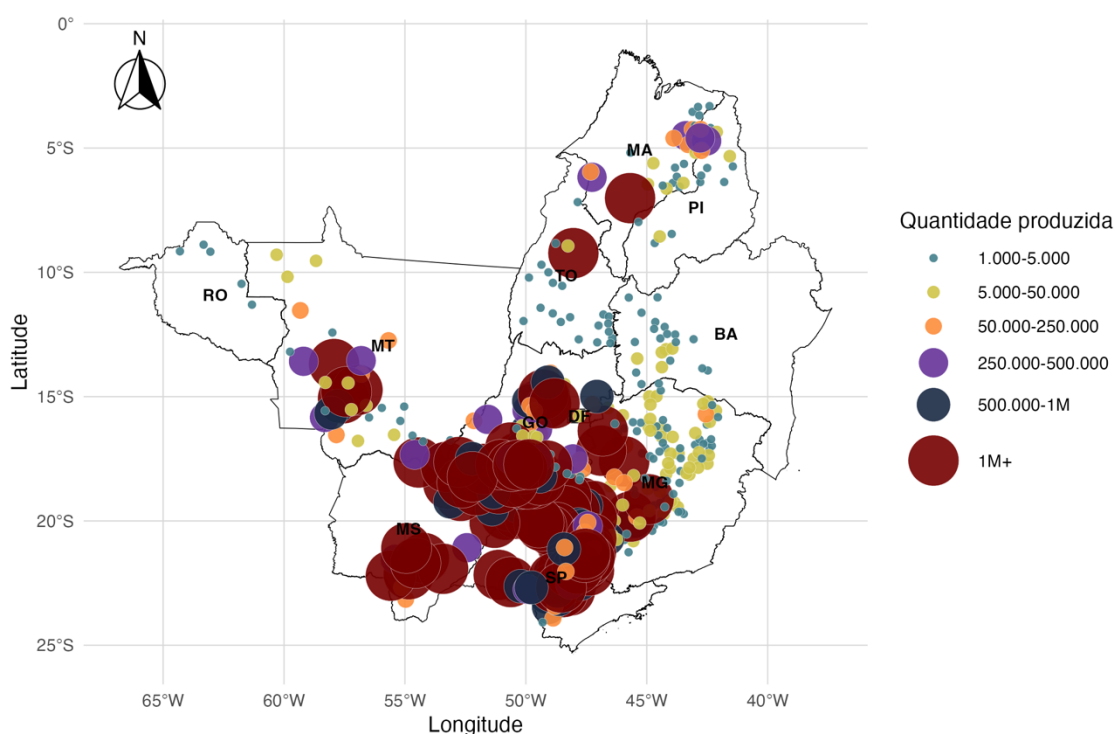 0°
5°S
10°S
15°S
20°S
25°S
Latitude
N
MA
PI
TO
RO
BA
MT
GO
DF
MG
MS
SP
65°W
60°W
55°W
50°W
45°W
40°W
Longitude
Quantidade produzida
1.000-5.000
5.000-50.000
50.000-250.000
250.000-500.000
500.000-1M
1M+